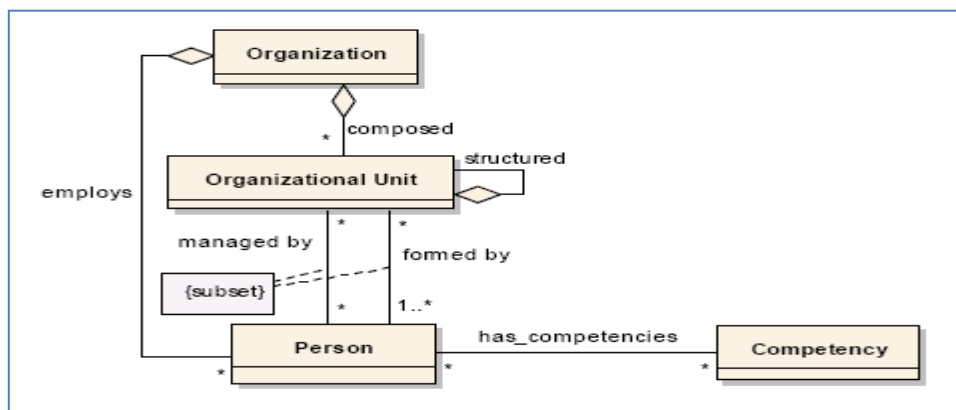 Organization
*
composed
structured
Organizational Unit
employs
*
*
managed by
formed by
{subset}
*
1..*
Person
has_competencies
Competency
*
*
*